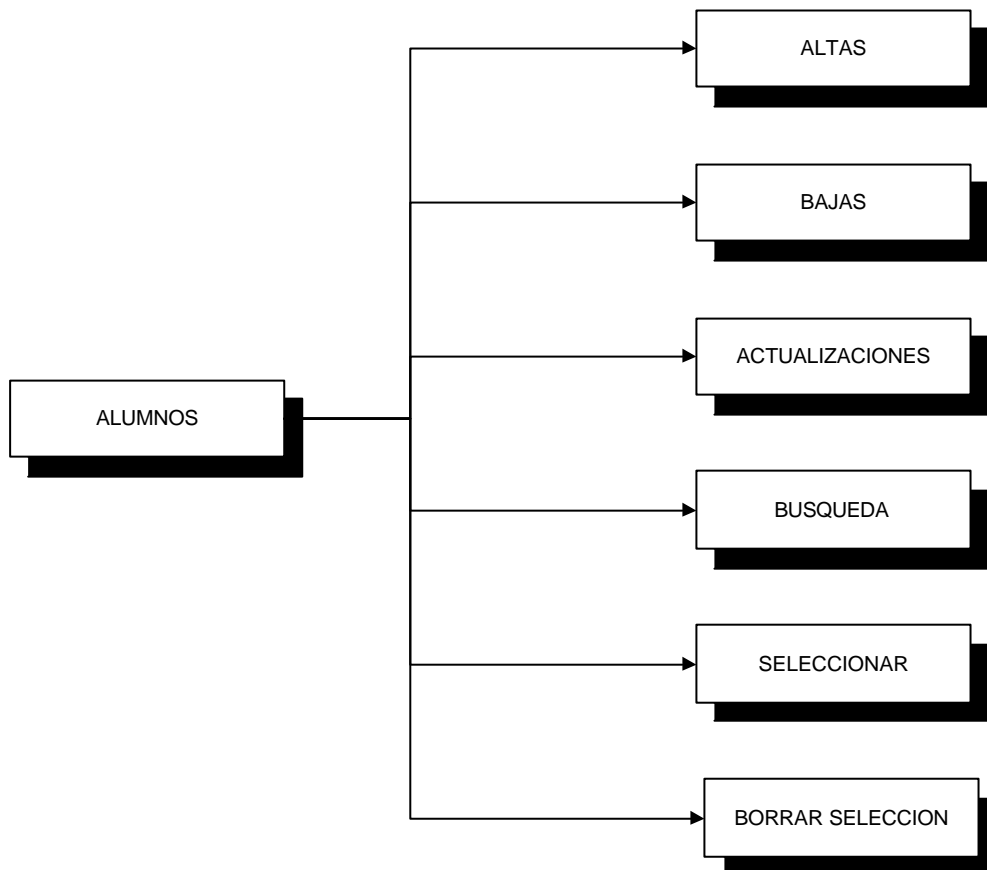 ALTAS
BAJAS
ACTUALIZACIONES
ALUMNOS
BUSQUEDA
SELECCIONAR
BORRAR SELECCION